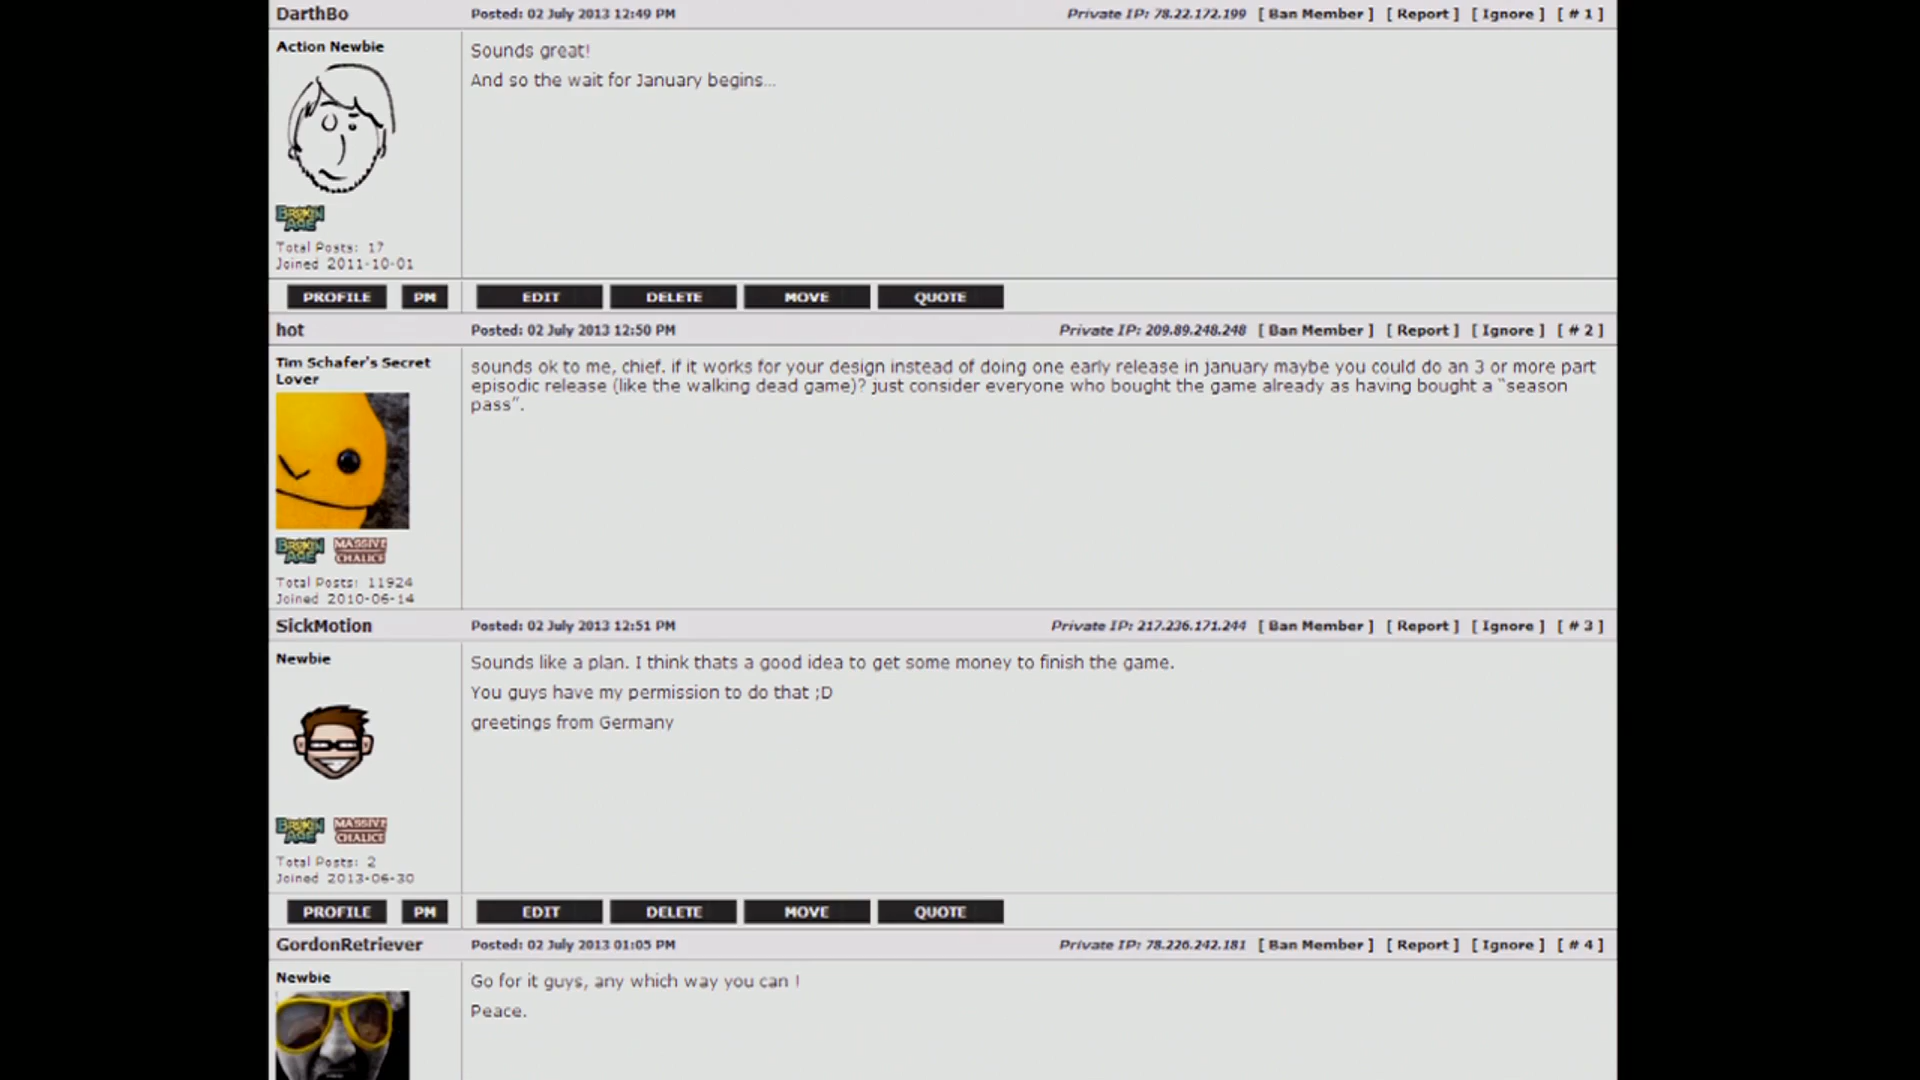 DarthBo Posted: 02 July 2013 12:49 PM Private IP: 78.22.172.199 [ Ban Member ] [ Report ] [ Ignore ] [ # 1 ]
Action Newbie
Sounds great!
And so the wait for January begins...
BROKEN AGE
Total Posts: 17
Joined 2011-10-01
PROFILE PM EDIT DELETE MOVE QUOTE
hot Posted: 02 July 2013 12:50 PM Private IP: 209.89.248.248 [ Ban Member ] [ Report ] [ Ignore ] [ # 2 ]
Tim Schafer's Secret
Lover
sounds ok to me, chief. if it works for your design instead of doing one early release in january maybe you could do an 3 or more part
episodic release (like the walking dead game)? just consider everyone who bought the game already as having bought a "season
pass".
BROKEN AGE MASSIVE CHALICE
Total Posts: 11924
Joined 2010-06-14
SickMotion Posted: 02 July 2013 12:51 PM Private IP: 217.236.171.244 [ Ban Member ] [ Report ] [ Ignore ] [ # 3 ]
Newbie
Sounds like a plan. I think thats a good idea to get some money to finish the game.
You guys have my permission to do that ;D
greetings from Germany
BROKEN AGE MASSIVE CHALICE
Total Posts: 2
Joined 2013-06-30
PROFILE PM EDIT DELETE MOVE QUOTE
GordonRetriever Posted: 02 July 2013 01:05 PM Private IP: 78.226.242.181 [ Ban Member ] [ Report ] [ Ignore ] [ # 4 ]
Newbie
Go for it guys, any which way you can !
Peace.